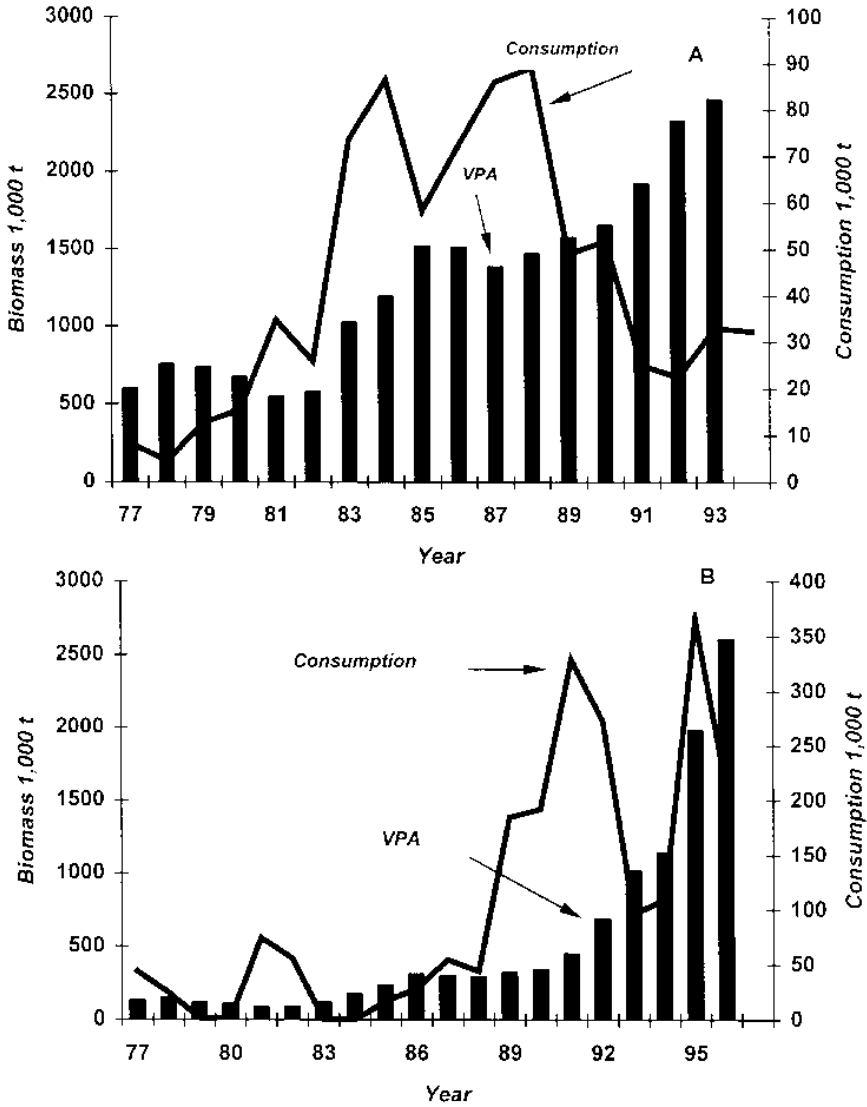 3000
2500
2000
1500
1000
500
0
Biomass 1,000 t
Consumption
VPA
A
100
90
80
70
60
50
40
30
20
10
0
Consumption 1,000 t
77 79 81 83 85 87 89 91 93
Year
3000
2500
2000
1500
1000
500
0
Biomass 1,000 t
Consumption
VPA
B
400
350
300
250
200
150
100
50
0
Consumption 1,000 t
77 80 83 86 89 92 95
Year